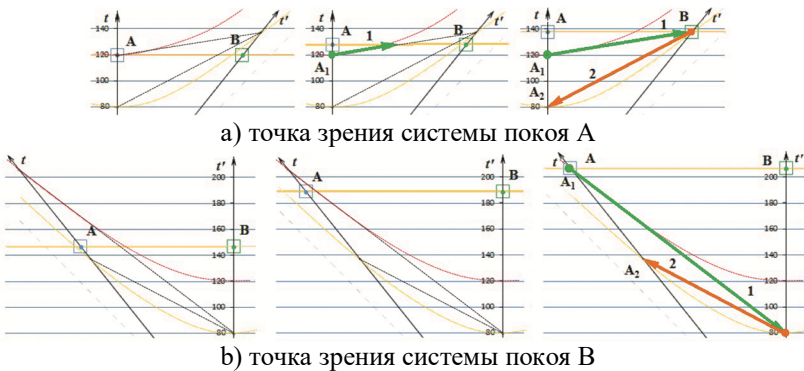 t t′ t t′ t t′
140 A 140 A 1 140 A 1 B
120 B 120 A₁ B 120 A₁ 2
100 100 100
80 80 80 A₂
a) точка зрения системы покоя А
t t′ t t′ t A t′
200 B 200 A B 200 A₁ B
180 180 180
160 A 160 160
140 140 140 A₂ 2
120 120 120 1
100 100 100
80 80 80
b) точка зрения системы покоя В